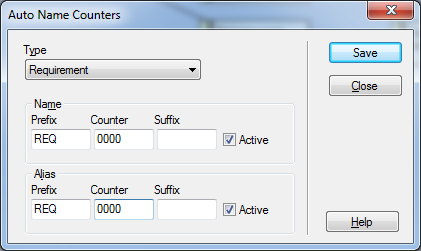 Auto Name Counters
Type
Requirement
Save
Close
Name
Prefix Counter Suffix
REQ 0000 Active
Alias
Prefix Counter Suffix
REQ 0000 Active
Help